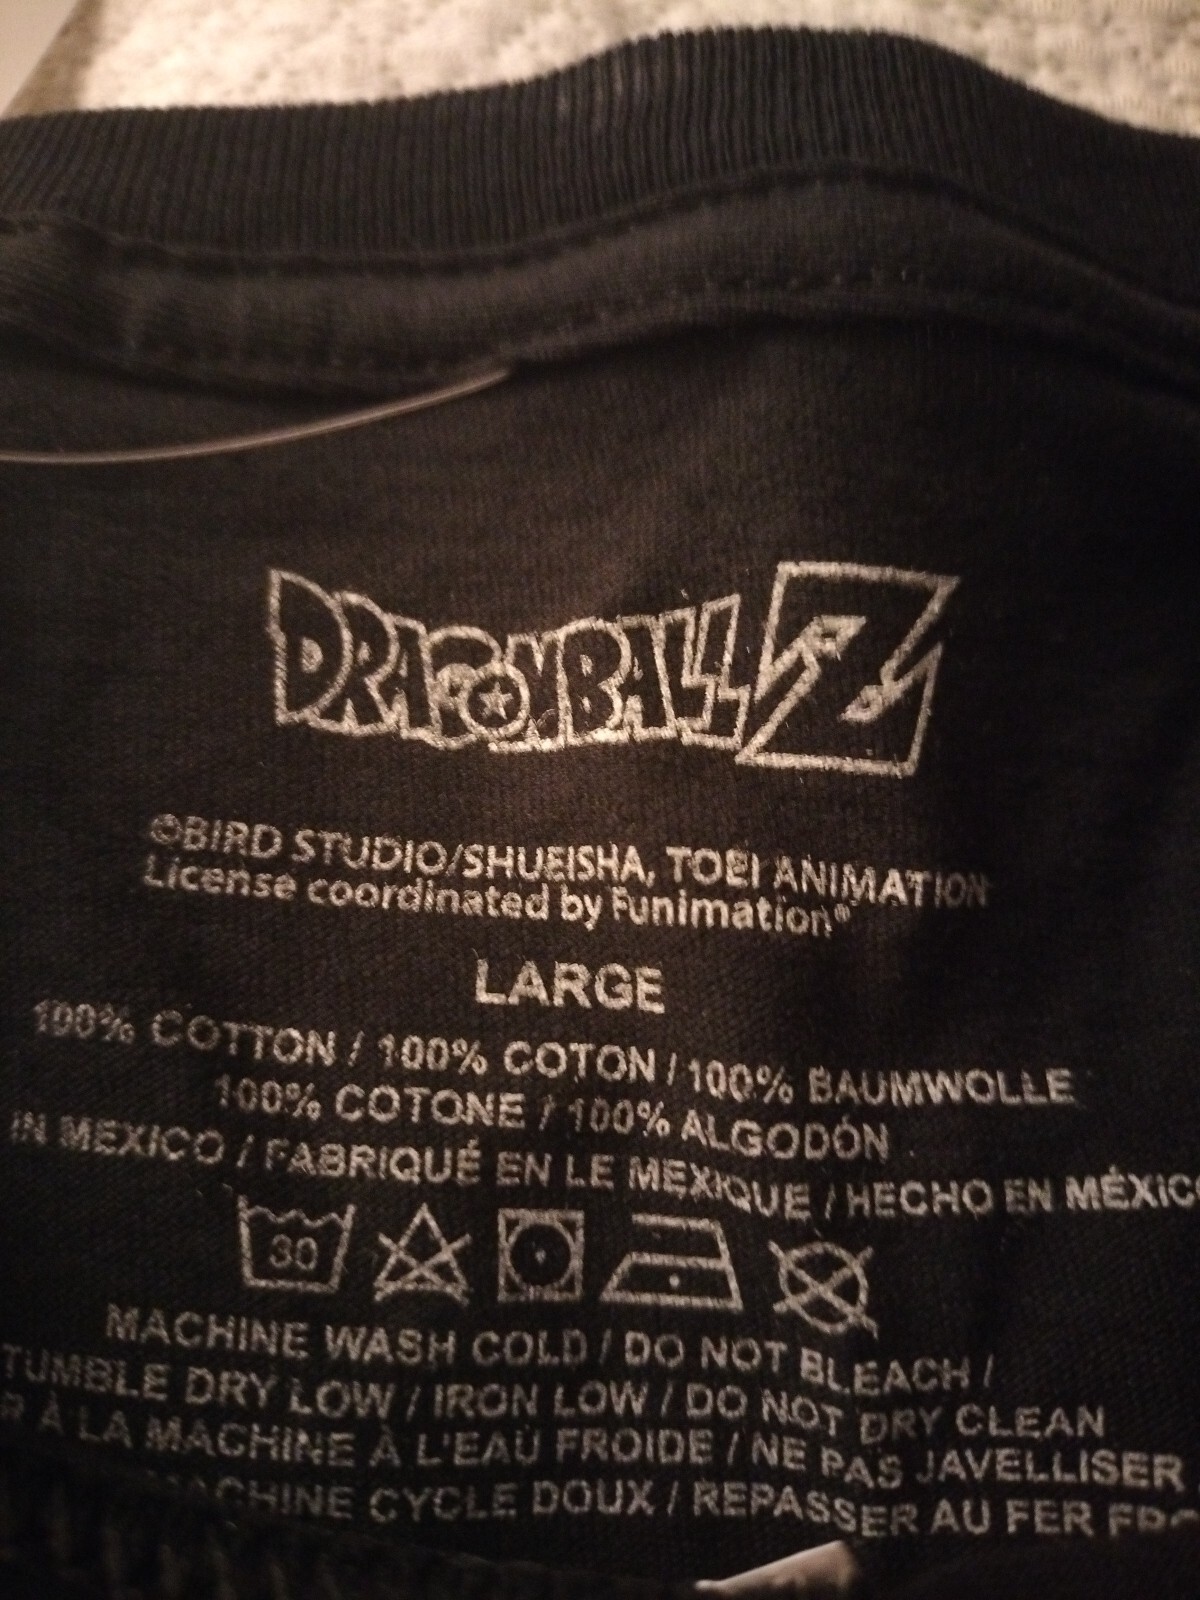 DRAGONBALL Z
©BIRD STUDIO/SHUEISHA, TOEI ANIMATION
License coordinated by Funimation®
LARGE
100% COTTON / 100% COTON / 100% BAUMWOLLE
100% COTONE / 100% ALGODÓN
IN MEXICO / FABRIQUÉ EN LE MEXIQUE / HECHO EN MÉXIC
30
MACHINE WASH COLD / DO NOT BLEACH /
TUMBLE DRY LOW / IRON LOW / DO NOT DRY CLEAN
R À LA MACHINE À L'EAU FROIDE / NE PAS JAVELLISER
MACHINE CYCLE DOUX / REPASSER AU FER